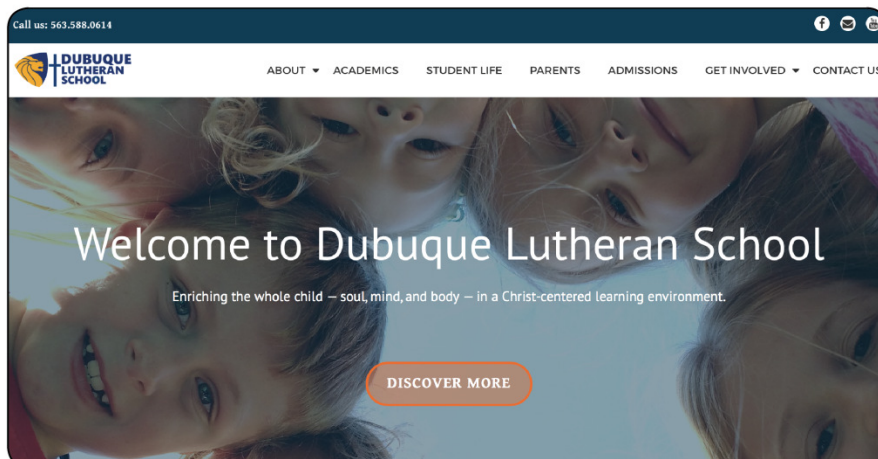 Call us: 563.588.0614
DUBUQUE
LUTHERAN
SCHOOL
ABOUT ACADEMICS STUDENT LIFE PARENTS ADMISSIONS GET INVOLVED CONTACT US
Welcome to Dubuque Lutheran School
Enriching the whole child — soul, mind, and body — in a Christ-centered learning environment.
DISCOVER MORE